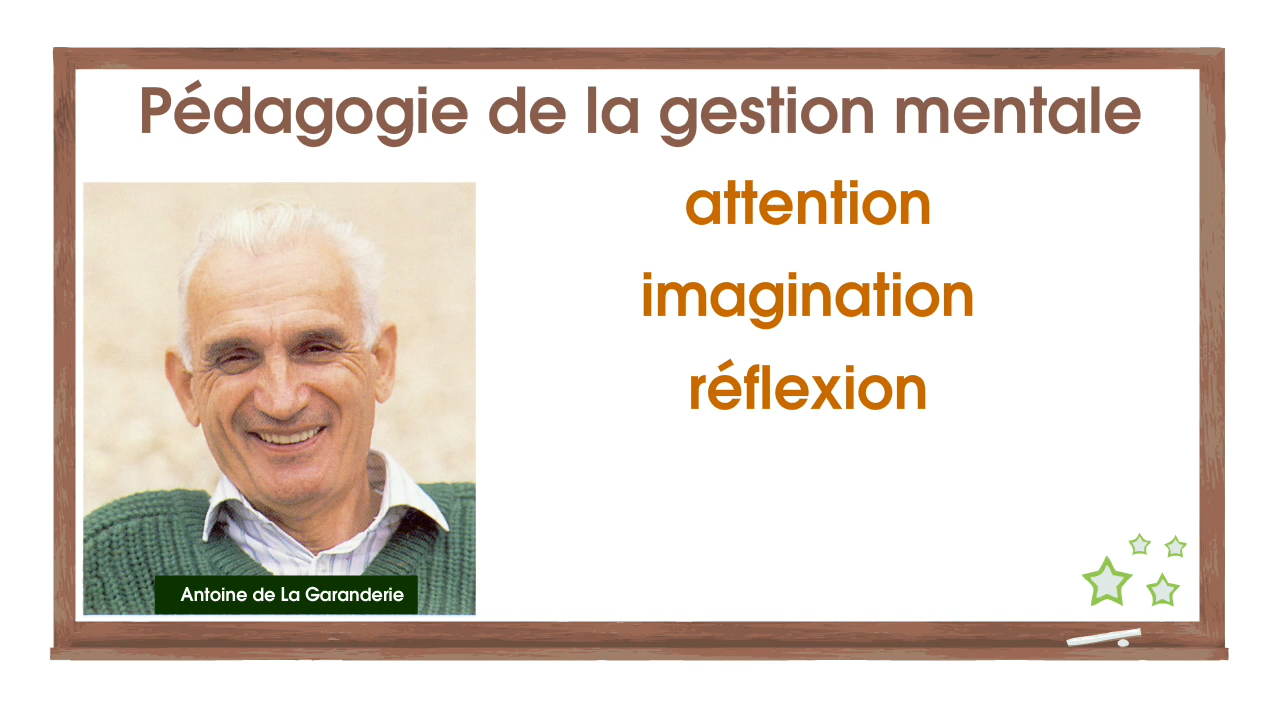 Pédagogie de la gestion mentale
attention
imagination
réflexion
Antoine de La Garanderie